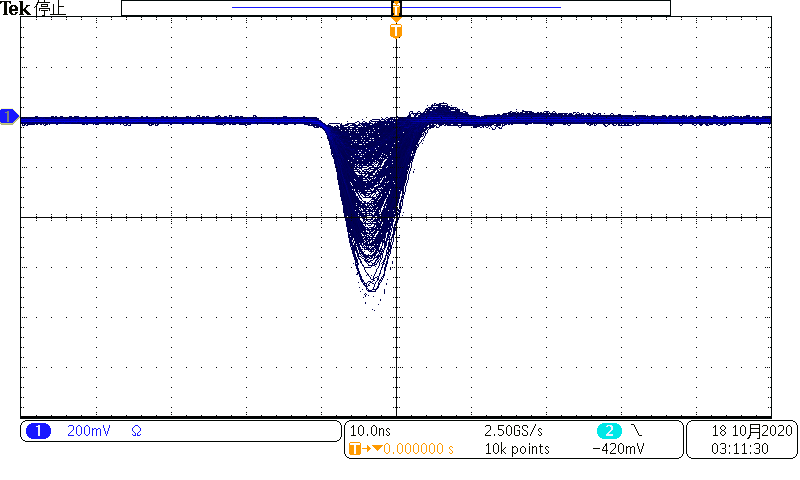 Tek 停止
T
T
1
1 200mV Ω 10.0ns 2.50GS/s 2 18 10月2020
T→▼0.000000 s 10k points −420mV 03:11:30